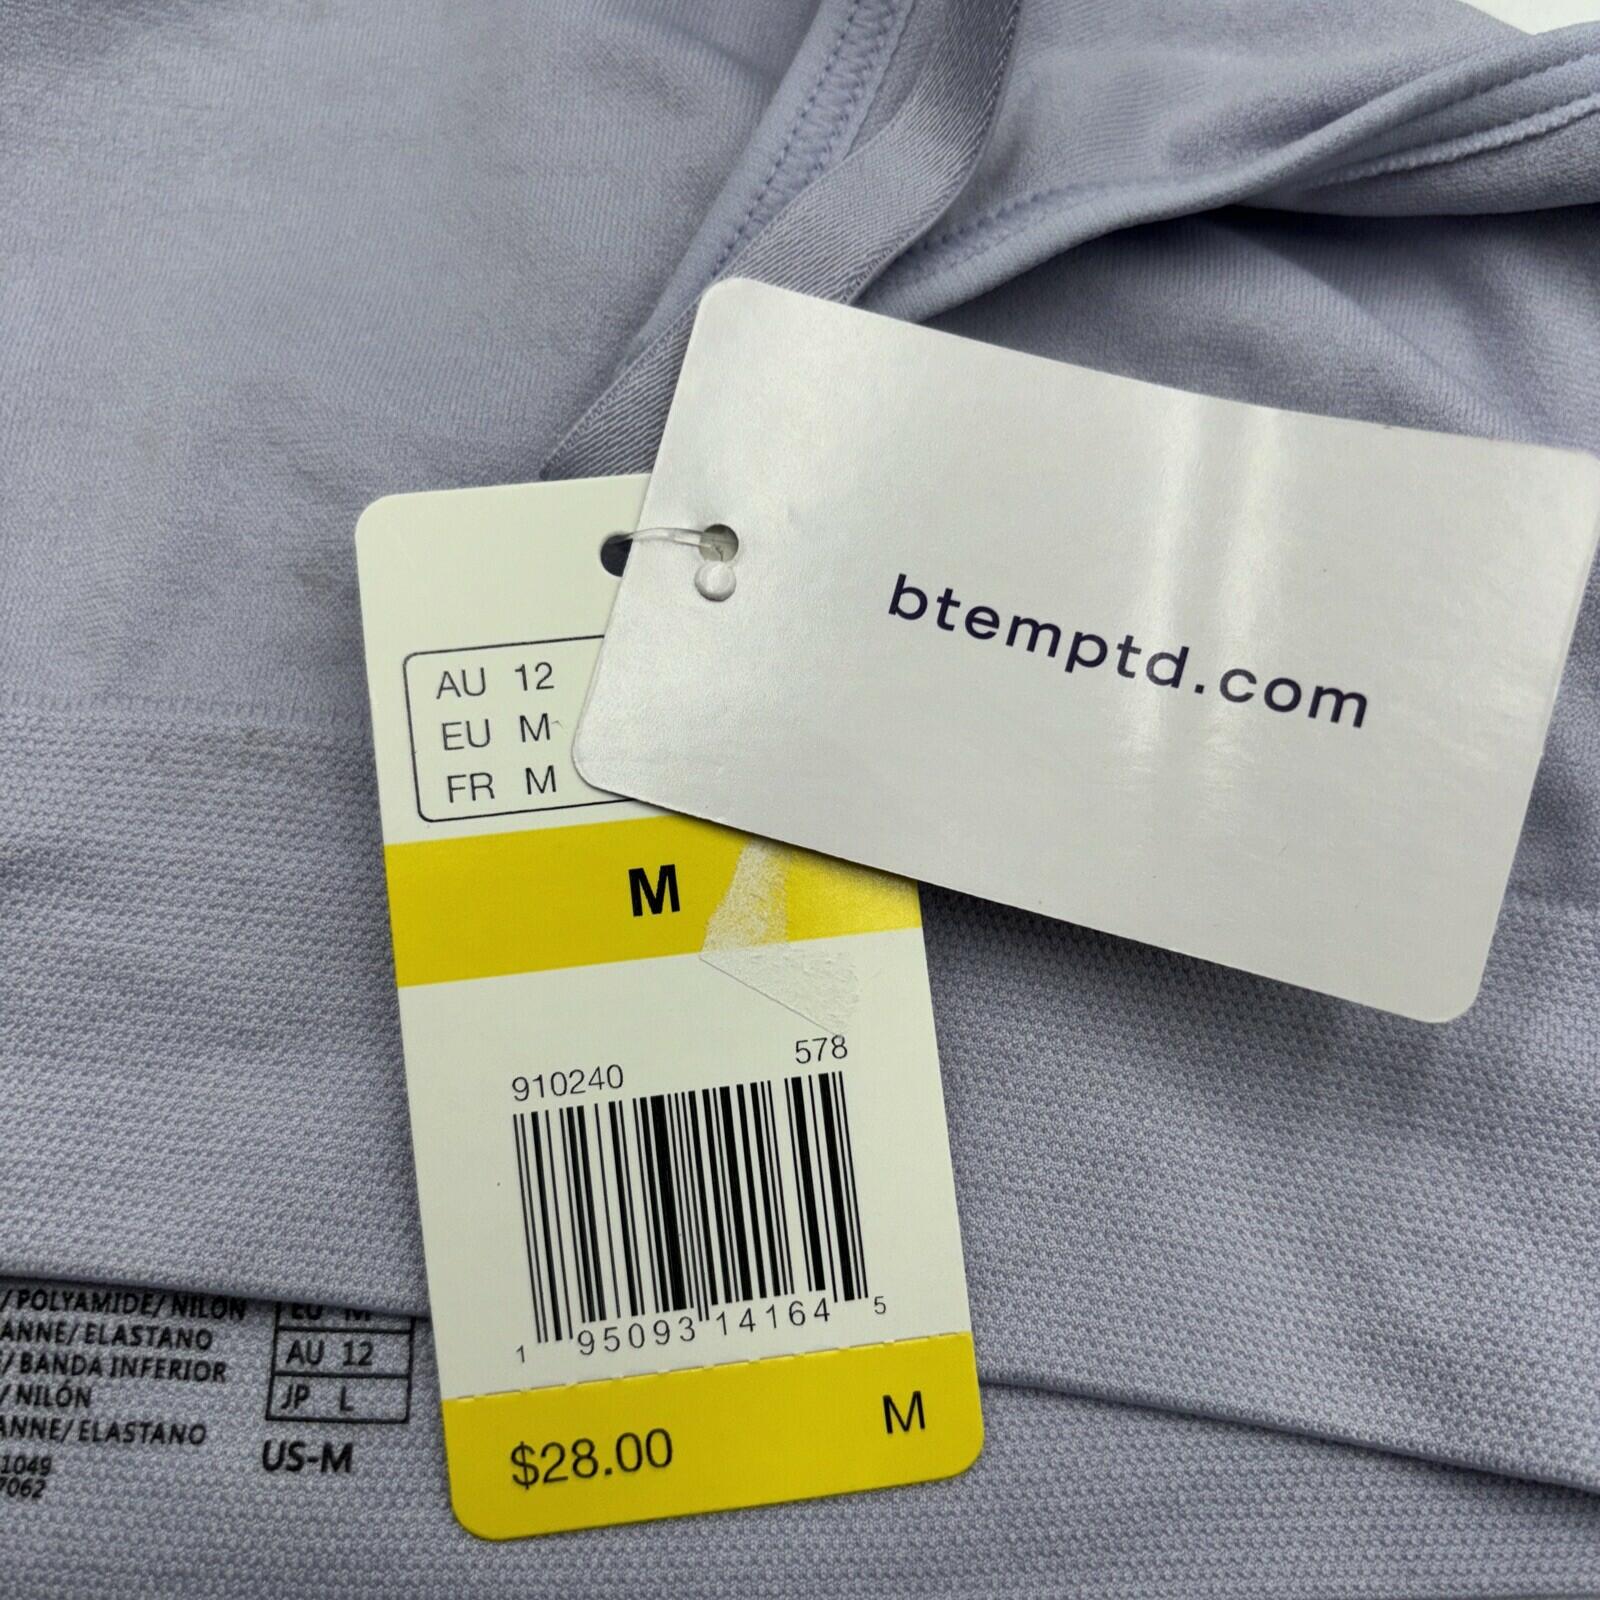 btemptd.com
AU 12
EU M
FR M
M
910240 578
1 95093 14164 5
$28.00 M
/POLYAMIDE/NILON
ANNE/ELASTANO
/BANDA INFERIOR
/NILÓN
ANNE/ELASTANO
1049
7062
EU M
AU 12
JP L
US-M